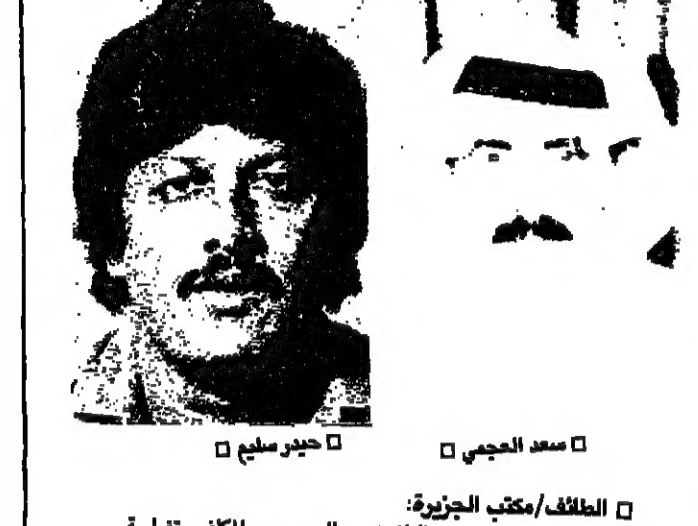 □ سعد العجمي □
□ حيدر سليم □
□ الطائف/مكتب الجزيرة: